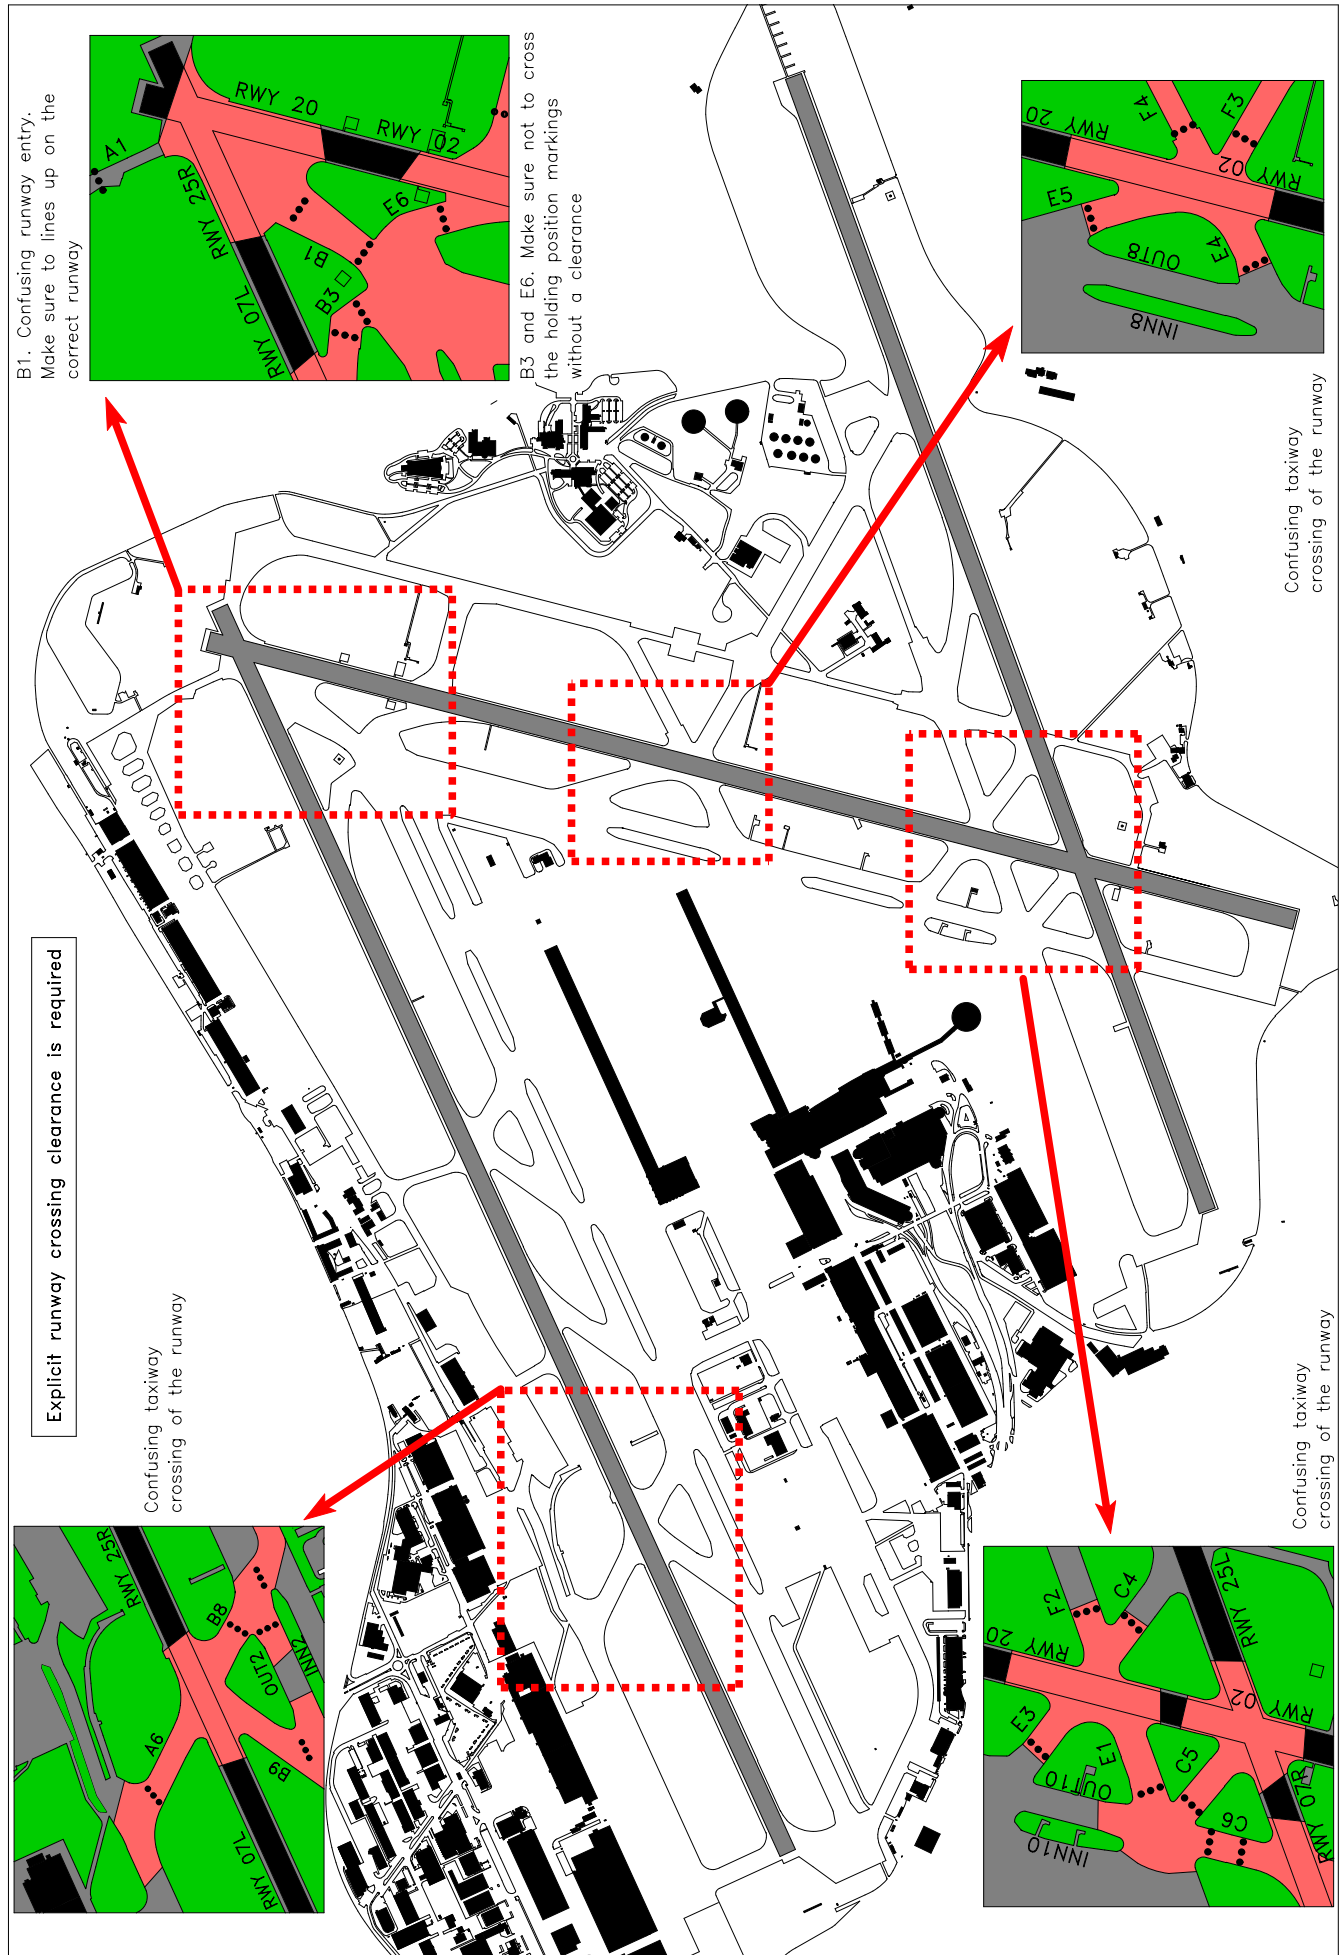 B1. Confusing runway entry.
Make sure to lines up on the
correct runway
A1
RWY 20
RWY 02
RWY 25R
E6
B1
B3
RWY 07L
B3 and E6. Make sure not to cross
the holding position markings
without a clearance
RWY 20
F4
F3
E5
RWY 02
OUT8
E4
INN8
Confusing taxiway
crossing of the runway
Explicit runway crossing clearance is required
Confusing taxiway
crossing of the runway
RWY 25R
B8
OUT2
INN2
A6
B9
RWY 07L
Confusing taxiway
crossing of the runway
F2
C4
RWY 20
RWY 25L
E3
E1
OUT10
RWY 02
C5
INN10
C6
RWY 07R